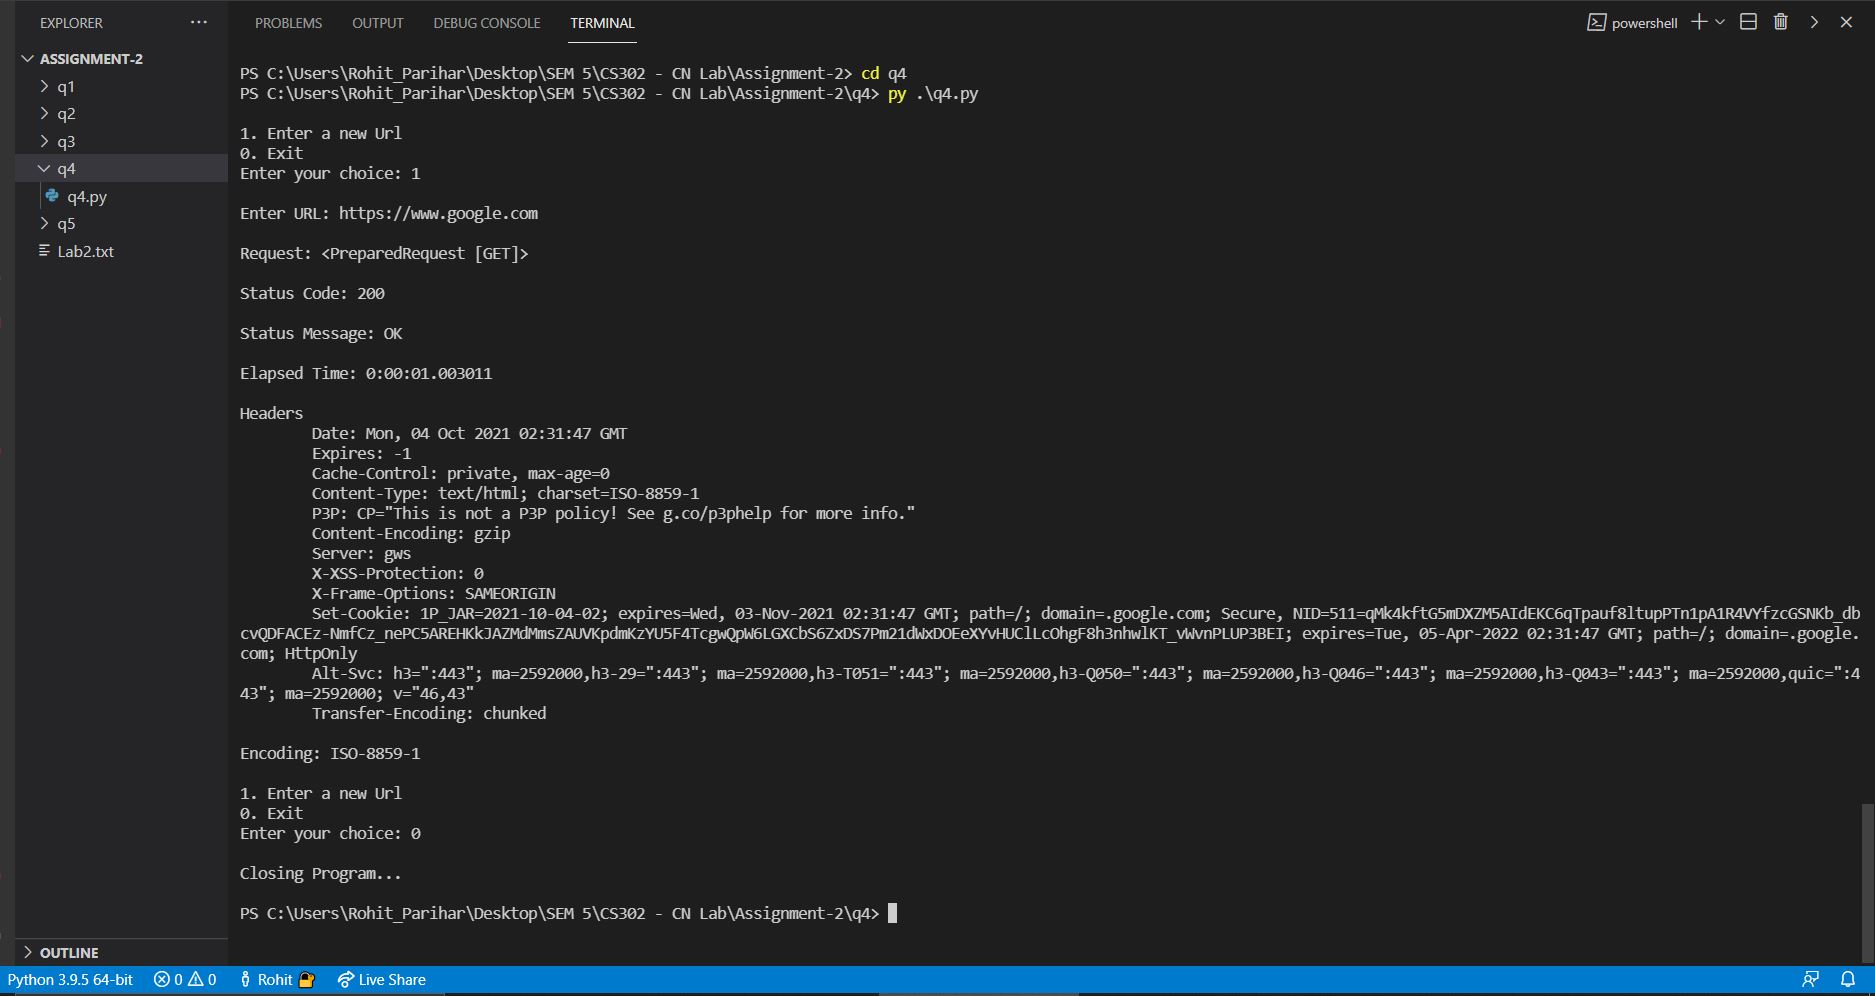 EXPLORER ...
PROBLEMS OUTPUT DEBUG CONSOLE TERMINAL
powershell
ASSIGNMENT-2
q1
q2
q3
q4
q4.py
q5
Lab2.txt
PS C:\Users\Rohit_Parihar\Desktop\SEM 5\CS302 - CN Lab\Assignment-2> cd q4
PS C:\Users\Rohit_Parihar\Desktop\SEM 5\CS302 - CN Lab\Assignment-2\q4> py .\q4.py
1. Enter a new Url
0. Exit
Enter your choice: 1
Enter URL: https://www.google.com
Request: <PreparedRequest [GET]>
Status Code: 200
Status Message: OK
Elapsed Time: 0:00:01.003011
Headers
Date: Mon, 04 Oct 2021 02:31:47 GMT
Expires: -1
Cache-Control: private, max-age=0
Content-Type: text/html; charset=ISO-8859-1
P3P: CP="This is not a P3P policy! See g.co/p3phelp for more info."
Content-Encoding: gzip
Server: gws
X-XSS-Protection: 0
X-Frame-Options: SAMEORIGIN
Set-Cookie: 1P_JAR=2021-10-04-02; expires=Wed, 03-Nov-2021 02:31:47 GMT; path=/; domain=.google.com; Secure, NID=511=qMk4kftG5mDXZM5AIdEKC6qTpauf8ltupPTn1pA1R4VYfzcGSNKb_db
cvQDFACEz-NmfCz_nePC5AREHKkJAZMdMmsZAUVKpdmKzYU5F4TcgwQpW6LGXCbS6ZxDS7Pm21dWxDOEeXYvHUClLcOhgF8h3nhwlKT_vWvnPLUP3BEI; expires=Tue, 05-Apr-2022 02:31:47 GMT; path=/; domain=.google.
com; HttpOnly
Alt-Svc: h3=":443"; ma=2592000,h3-29=":443"; ma=2592000,h3-T051=":443"; ma=2592000,h3-Q050=":443"; ma=2592000,h3-Q046=":443"; ma=2592000,h3-Q043=":443"; ma=2592000,quic=":4
43"; ma=2592000; v="46,43"
Transfer-Encoding: chunked
Encoding: ISO-8859-1
1. Enter a new Url
0. Exit
Enter your choice: 0
Closing Program...
PS C:\Users\Rohit_Parihar\Desktop\SEM 5\CS302 - CN Lab\Assignment-2\q4>
OUTLINE
Python 3.9.5 64-bit 0 0 Rohit Live Share